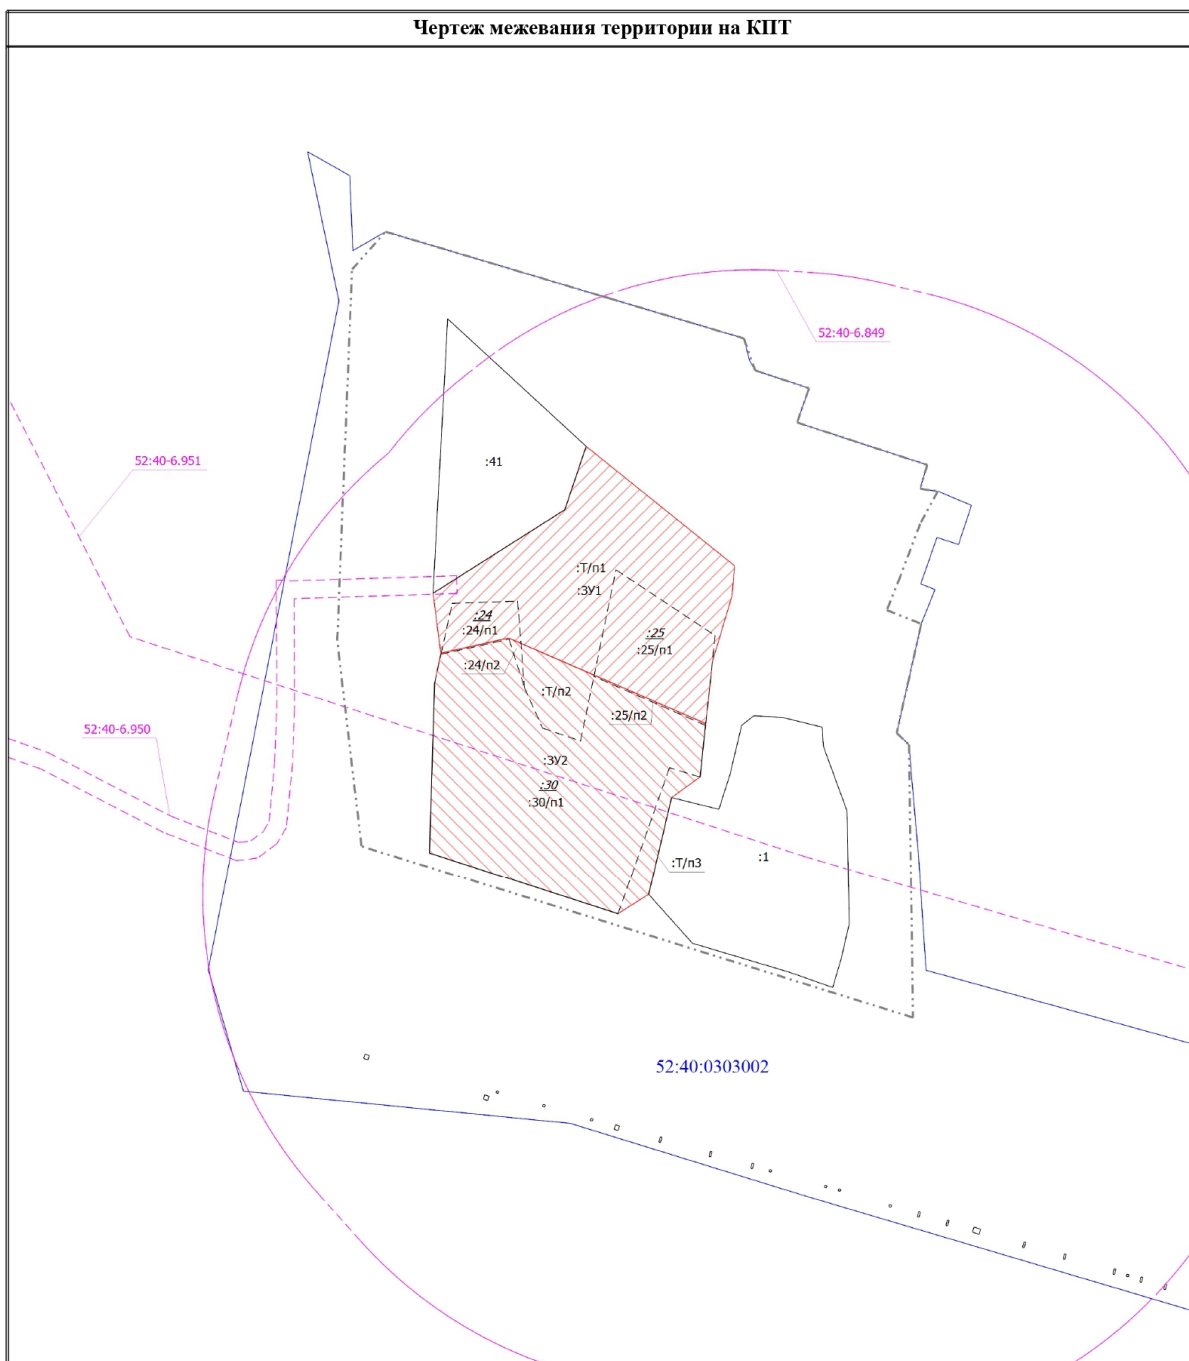 Чертеж межевания территории на КПТ
52:40-6.849
52:40-6.951
:41
:Т/п1
:ЗУ1
:24
:24/п1
:25
:25/п1
:24/п2
:Т/п2
:25/п2
52:40-6.950
:ЗУ2
:30
:30/п1
:Т/п3
:1
52:40:0303002